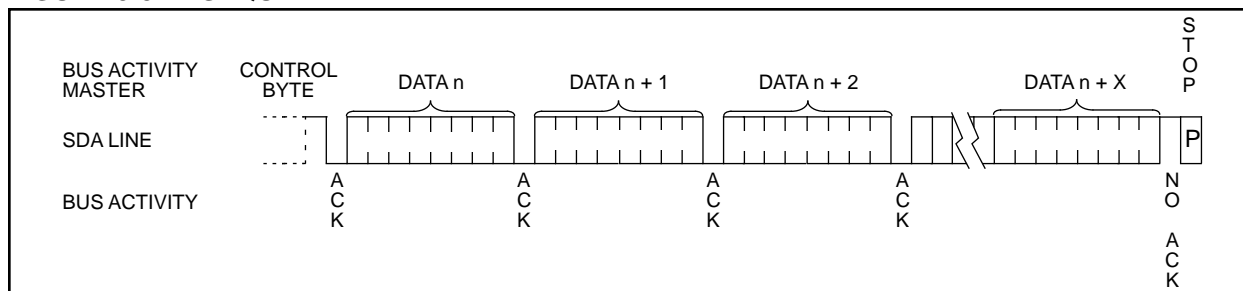 S
T
O
P
BUS ACTIVITY
MASTER
CONTROL
BYTE
DATA n
DATA n + 1
DATA n + 2
DATA n + X
SDA LINE
P
BUS ACTIVITY
A
C
K
A
C
K
A
C
K
A
C
K
N
O
A
C
K